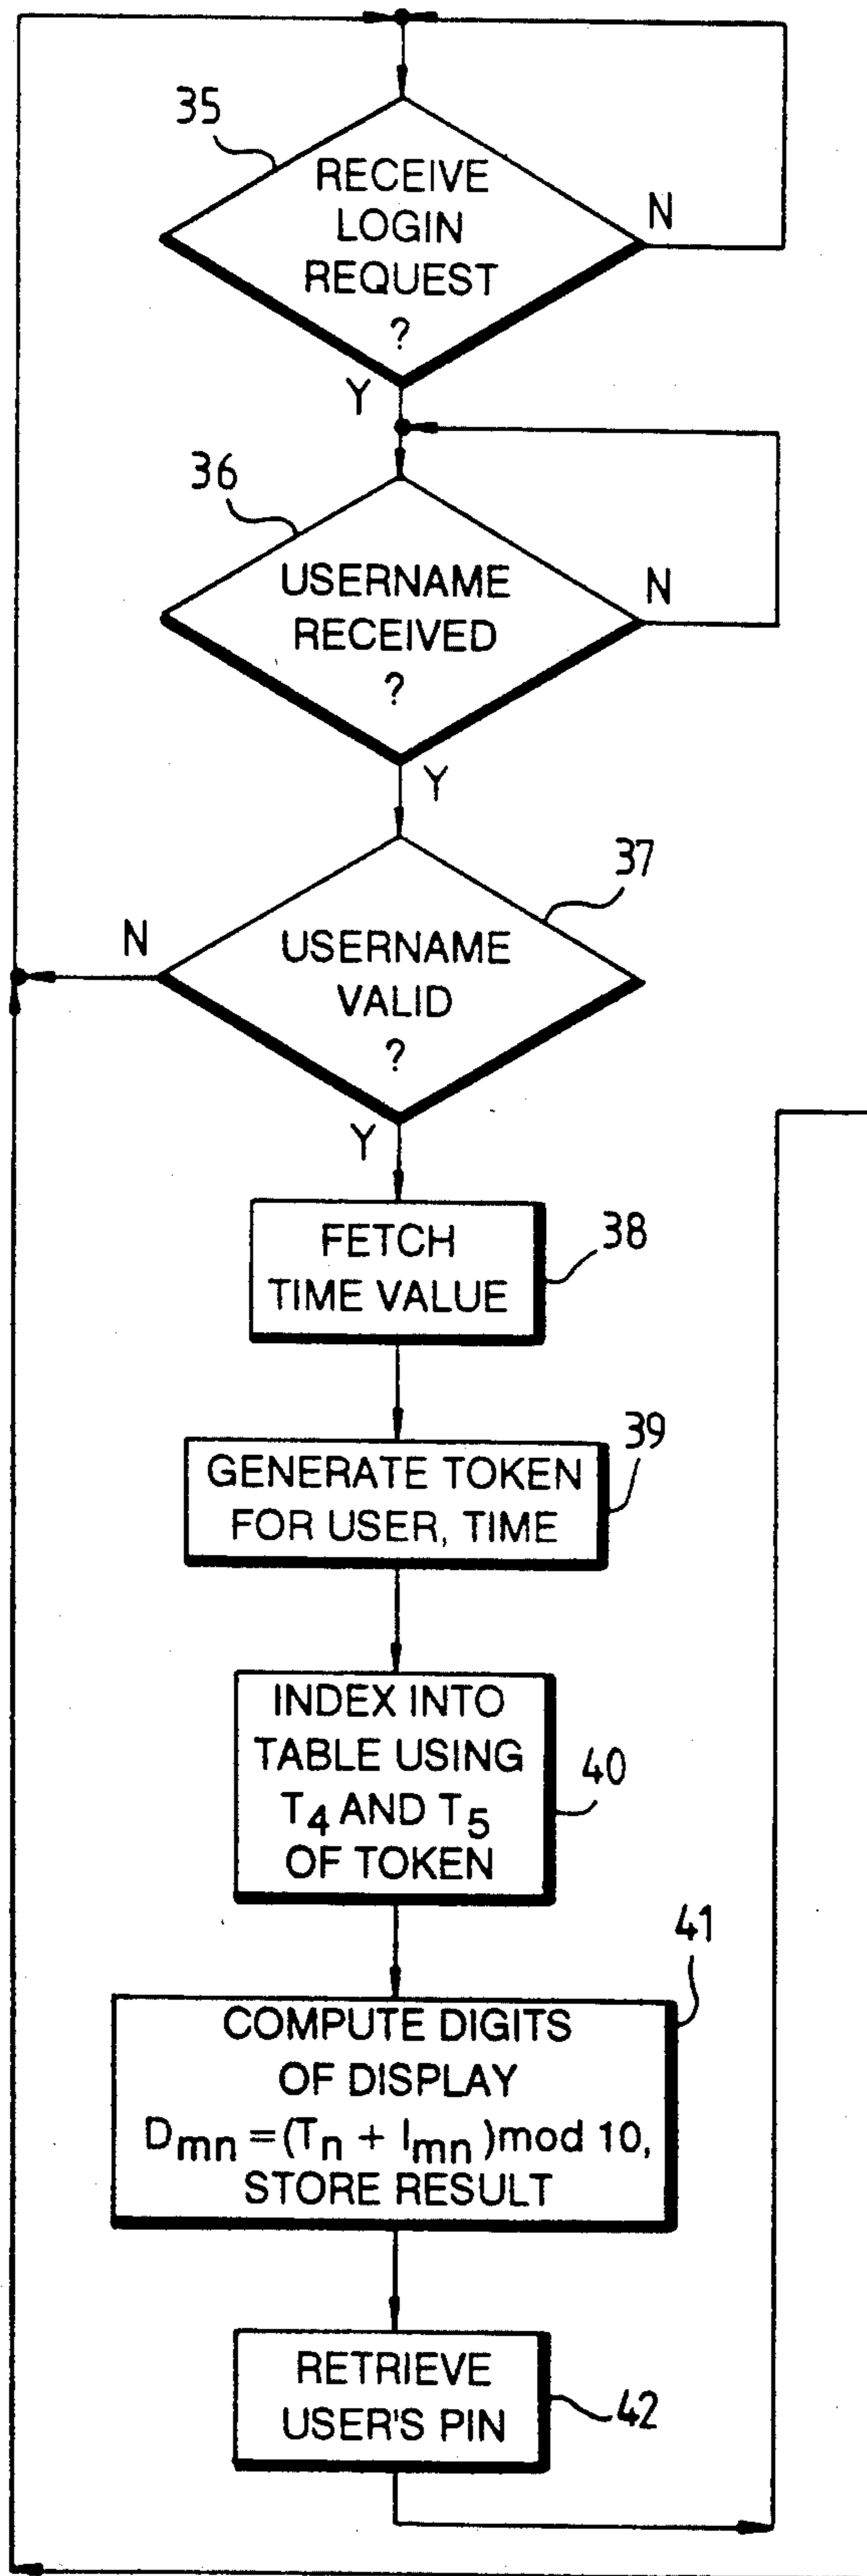 35
RECEIVE
LOGIN
REQUEST
?
N
Y
36
USERNAME
RECEIVED
?
N
Y
37
USERNAME
VALID
?
N
Y
FETCH
TIME VALUE
38
GENERATE TOKEN
FOR USER, TIME
39
INDEX INTO
TABLE USING
T4 AND T5
OF TOKEN
40
41
COMPUTE DIGITS
OF DISPLAY
Dmn = (Tn + Imn) mod 10,
STORE RESULT
RETRIEVE
USER'S PIN
42